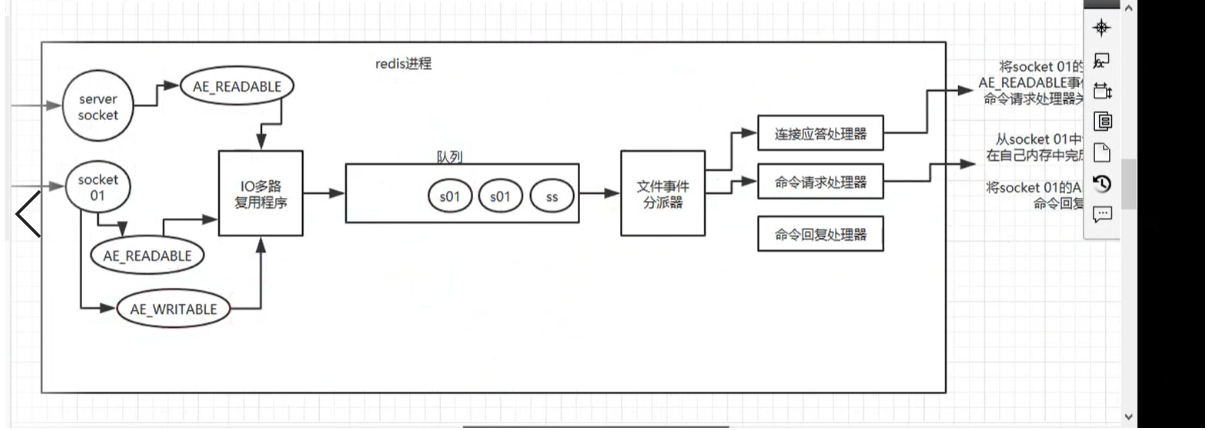 redis进程
server
socket
AE_READABLE
socket
01
AE_READABLE
AE_WRITABLE
IO多路
复用程序
队列
s01
s01
ss
文件事件
分派器
连接应答处理器
命令请求处理器
命令回复处理器
将socket 01的
AE_READABLE事
命令请求处理器
从socket 01中
在自己内存中完
将socket 01的A
命令回复